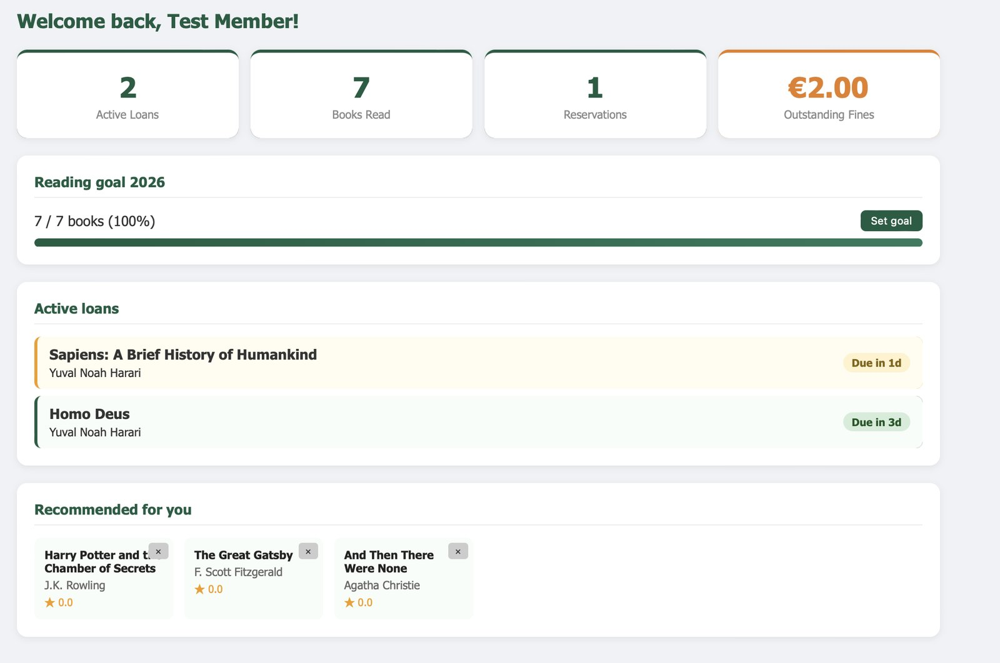 Welcome back, Test Member!
2
Active Loans
7
Books Read
1
Reservations
€2.00
Outstanding Fines
Reading goal 2026
7 / 7 books (100%)
Set goal
Active loans
Sapiens: A Brief History of Humankind
Yuval Noah Harari
Due in 1d
Homo Deus
Yuval Noah Harari
Due in 3d
Recommended for you
Harry Potter and
×
Chamber of Secrets
J.K. Rowling
★ 0.0
The Great Gatsby
×
F. Scott Fitzgerald
★ 0.0
And Then There
×
Were None
Agatha Christie
★ 0.0